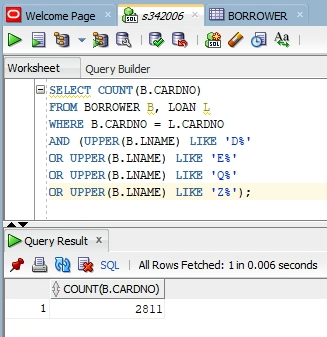 Welcome Page x s342006 x BORROWER
SQL
Aa
Worksheet Query Builder
SELECT COUNT(B.CARDNO)
FROM BORROWER B, LOAN L
WHERE B.CARDNO = L.CARDNO
AND (UPPER(B.LNAME) LIKE 'D%'
OR UPPER(B.LNAME) LIKE 'E%'
OR UPPER(B.LNAME) LIKE 'Q%'
OR UPPER(B.LNAME) LIKE 'Z%');
Query Result x
SQL | All Rows Fetched: 1 in 0.006 seconds
COUNT(B.CARDNO)
1 2811